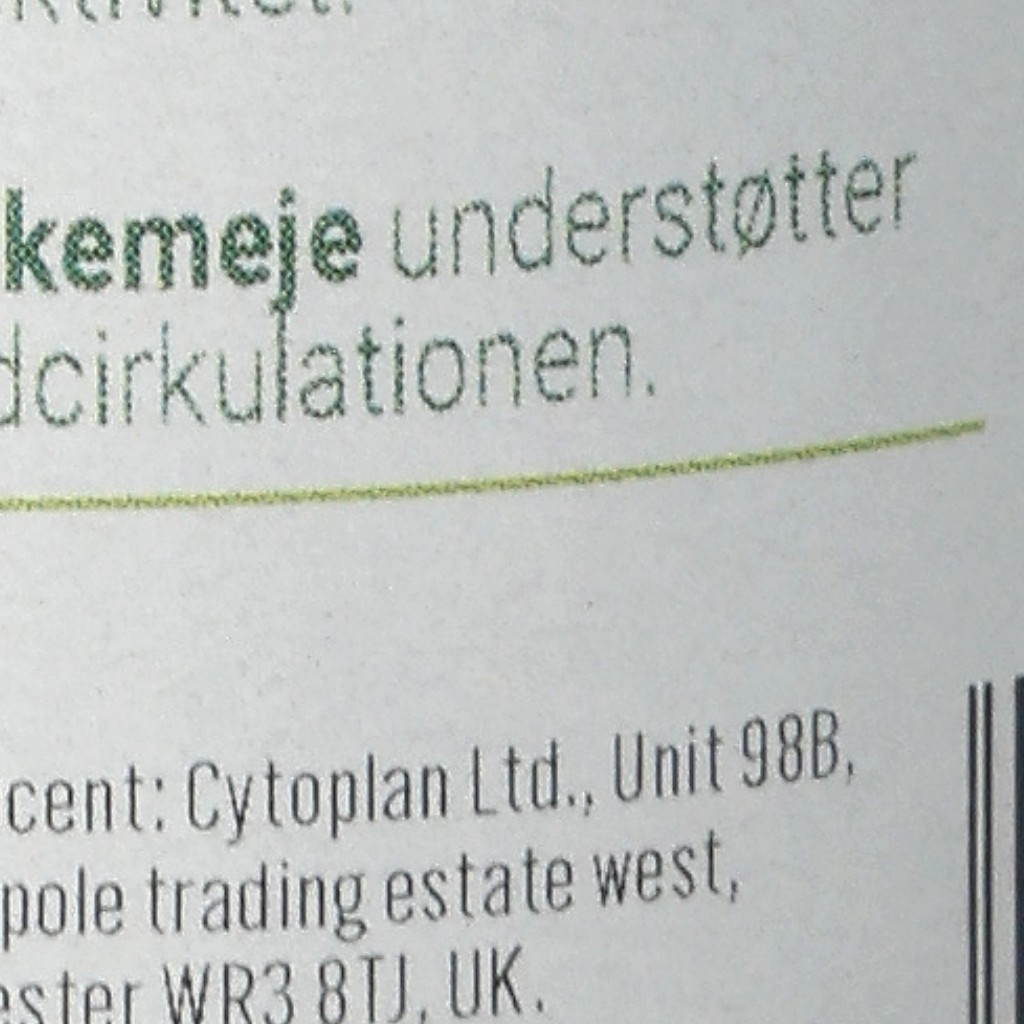 kemeje understøtter
dcirkulationen.
cent: Cytoplan Ltd., Unit 98B,
pole trading estate west,
ester WR3 8TJ, UK.